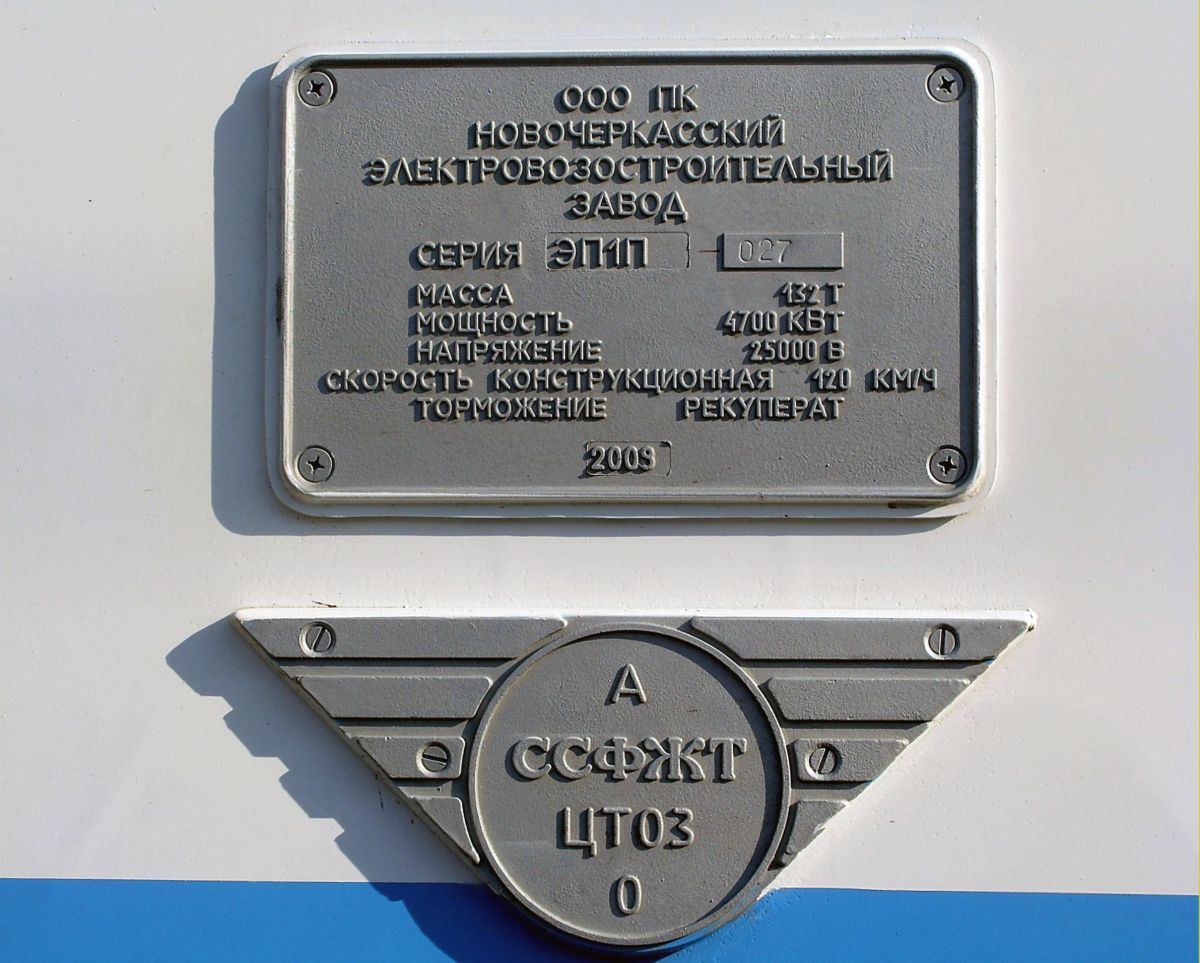 ООО ПК
НОВОЧЕРКАССКИЙ
ЭЛЕКТРОВОЗОСТРОИТЕЛЬНЫЙ
ЗАВОД
СЕРИЯ ЭП1П - 027
МАССА 132 Т
МОЩНОСТЬ 4700 КВТ
НАПРЯЖЕНИЕ 25000 В
СКОРОСТЬ КОНСТРУКЦИОННАЯ 120 КМ/Ч
ТОРМОЖЕНИЕ РЕКУПЕРАТ
2009
А
ССФЖТ
ЦТ03
0